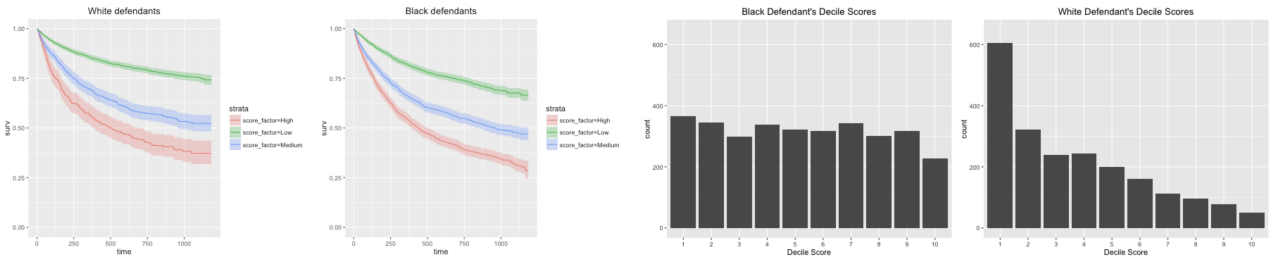 White defendants
1.00
0.75
0.50
0.25
0.00
surv
0 250 500 750 1000
time
strata
score_factor=High
score_factor=Low
score_factor=Medium
Black defendants
1.00
0.75
0.50
0.25
0.00
surv
0 250 500 750 1000
time
strata
score_factor=High
score_factor=Low
score_factor=Medium
Black Defendant's Decile Scores
600
400
200
0
count
1 2 3 4 5 6 7 8 9 10
Decile Score
White Defendant's Decile Scores
600
400
200
0
count
1 2 3 4 5 6 7 8 9 10
Decile Score